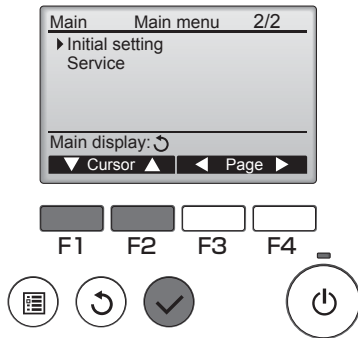 Main Main menu 2/2
Initial setting
Service
Main display:
Cursor Page
F1 F2 F3 F4